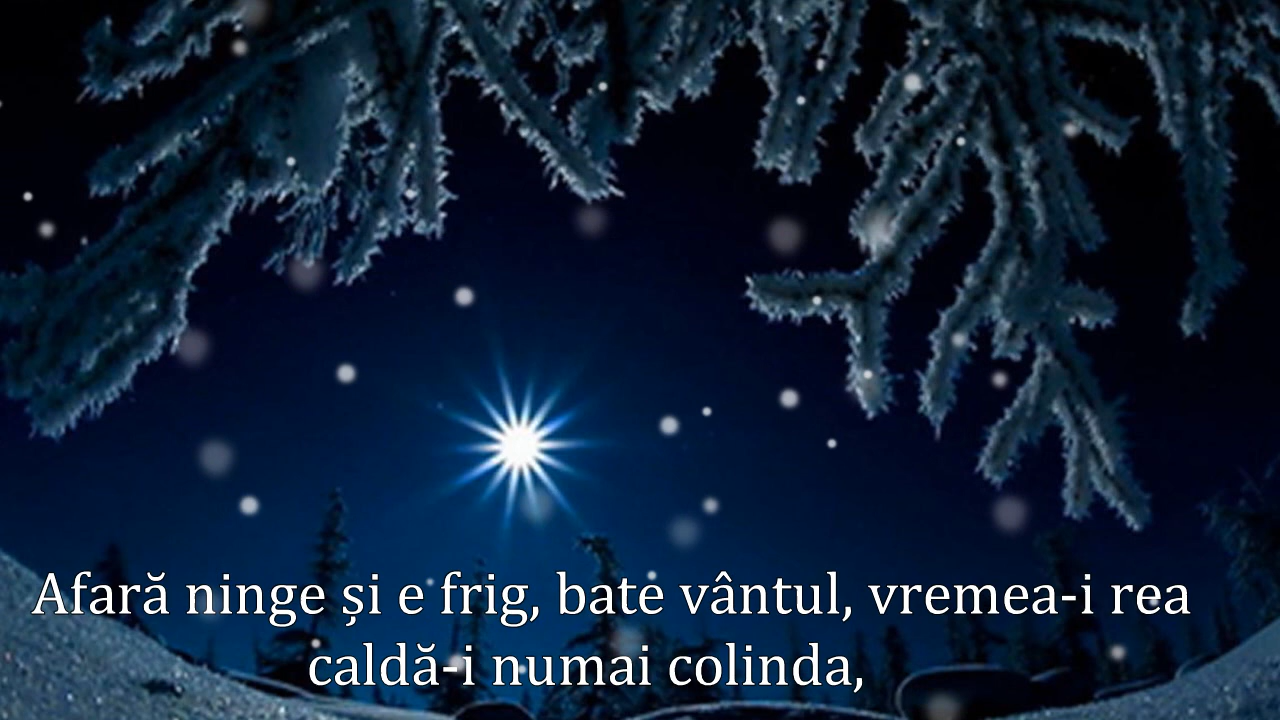 Afară ninge și e frig, bate vântul, vremea-i rea
caldă-i numai colinda,